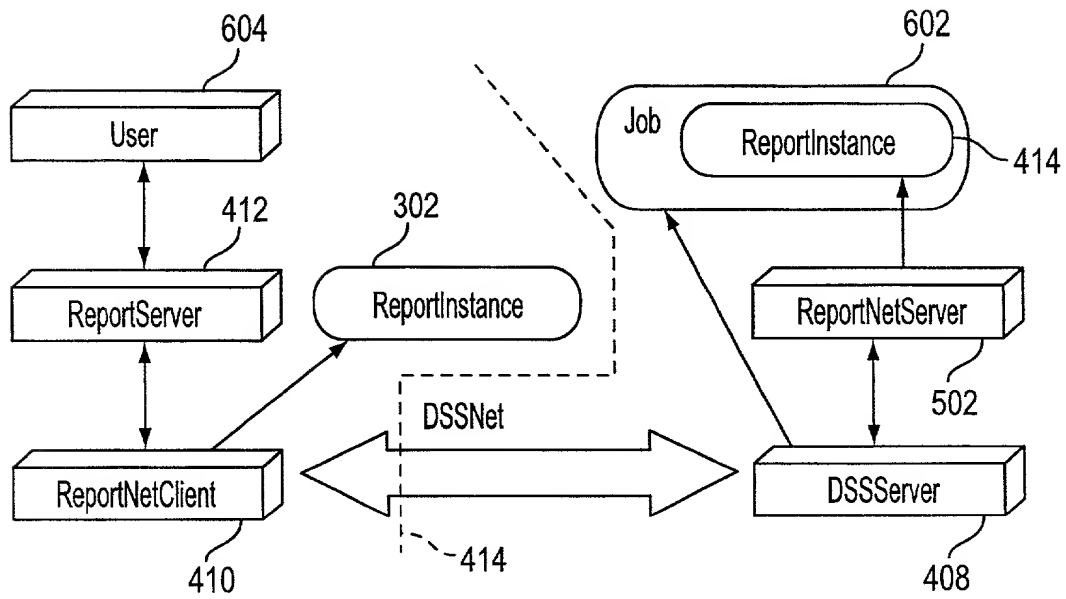 604
602
User
Job
ReportInstance
414
412
302
ReportServer
ReportInstance
ReportNetServer
502
DSSNet
ReportNetClient
DSSServer
410
414
408